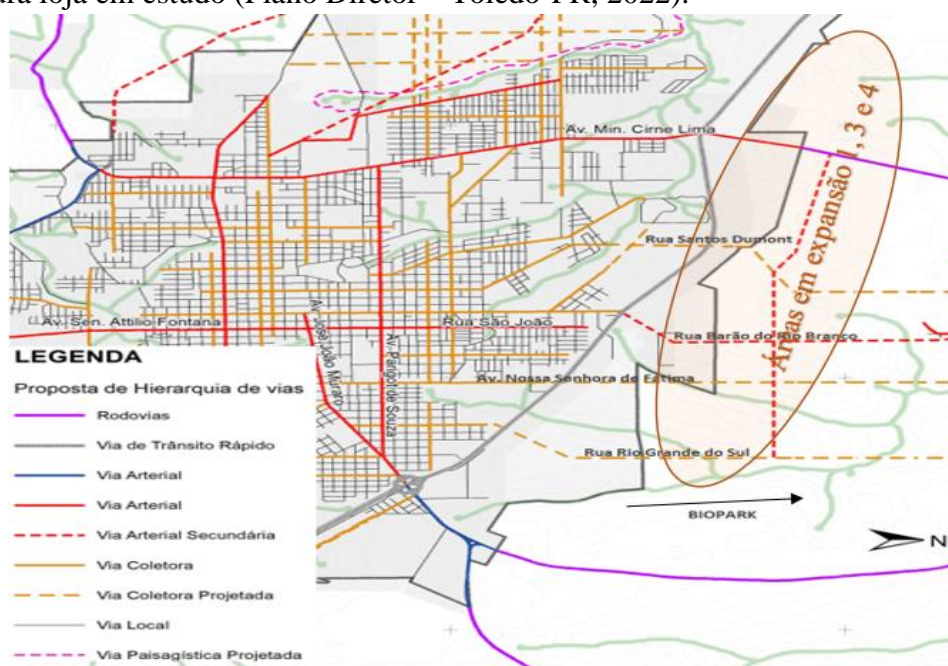 ura loja em estudo (Plano Diretor – Toledo-PR, 2022).
Av. Min. Cirne Lima
Áreas em expansão 1, 3 e 4
Rua Santos Dumont
Av. Sen. Attilio Fontana
Av. José João Muraro
Rua São João
Av. Parigot de Souza
Rua Barão do Rio Branco
Av. Nossa Senhora de Fátima
Rua Rio Grande do Sul
BIOPARK
N
LEGENDA
Proposta de Hierarquia de vias
Rodovias
Via de Trânsito Rápido
Via Arterial
Via Arterial
Via Arterial Secundária
Via Coletora
Via Coletora Projetada
Via Local
Via Paisagística Projetada